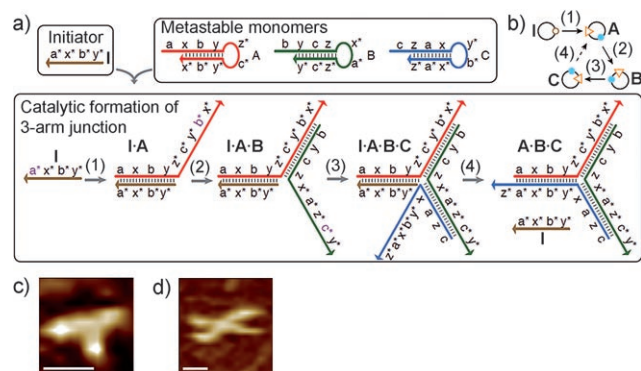 a)
Initiator
a* x* b* y* I
Metastable monomers
a x b y z* A
x* b* y* c*
b y c z x* B
y* c* z* a*
c z a x y* C
z* a* x* b*
b)
I (1) A
(4) (2)
C (3) B
Catalytic formation of
3-arm junction
I
a* x* b* y*
(1)
I·A
a x b y z* c* y* b* x*
a* x* b* y*
(2)
I·A·B
a x b y z* c* y* b* x*
a* x* b* y*
z c y b
x* a* z* c* y*
(3)
I·A·B·C
a x b y z* c* y* b* x*
a* x* b* y*
z c y b
x* a* z* c* y*
x a z c
z* a* x* b* y*
(4)
A·B·C
a x b y z* c* y* b* x*
z* a* x* b* y*
z c y b
x* a* z* c* y*
x a z c
a* x* b* y*
I
c)
d)